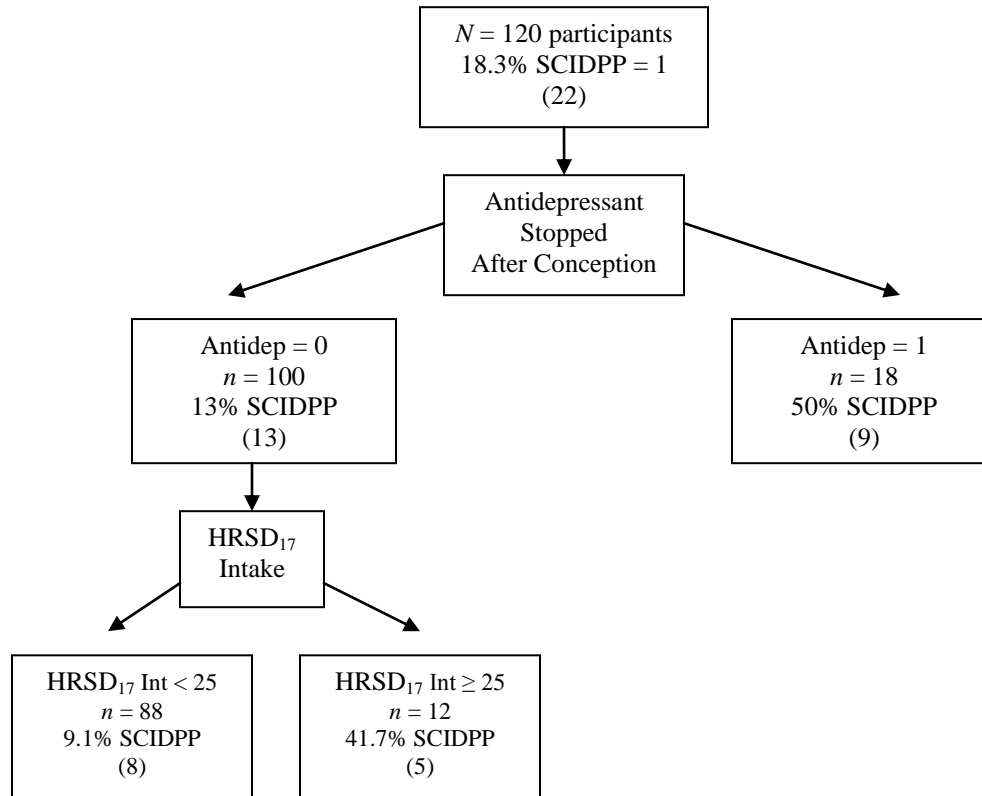 N = 120 participants
18.3% SCIDPP = 1
(22)
Antidepressant
Stopped
After Conception
Antidep = 0
n = 100
13% SCIDPP
(13)
Antidep = 1
n = 18
50% SCIDPP
(9)
HRSD₁₇
Intake
HRSD₁₇ Int < 25
n = 88
9.1% SCIDPP
(8)
HRSD₁₇ Int ≥ 25
n = 12
41.7% SCIDPP
(5)